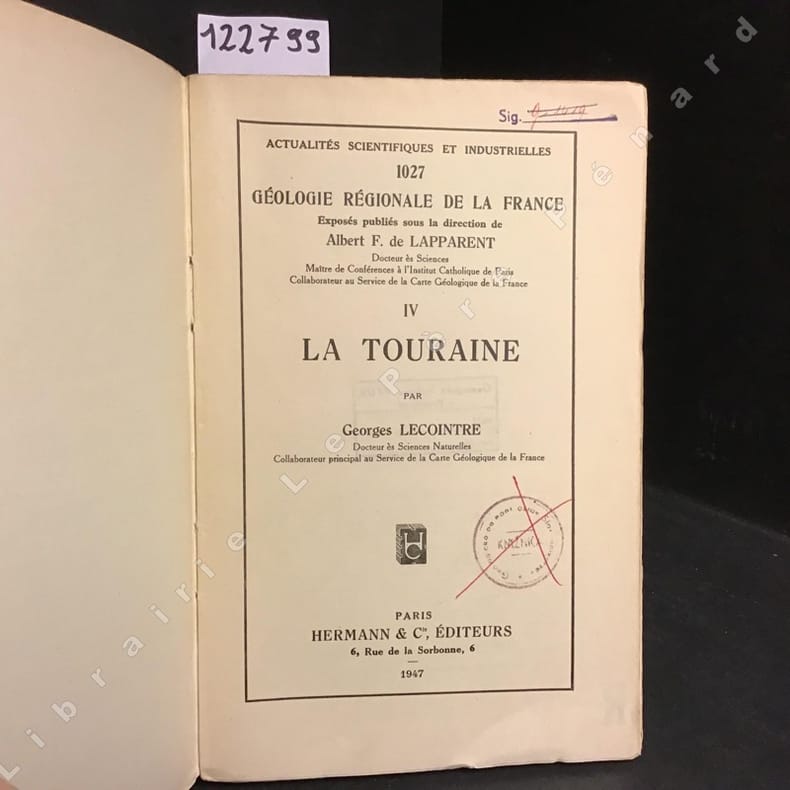 122799
Sig.
ACTUALITÉS SCIENTIFIQUES ET INDUSTRIELLES
1027
GÉOLOGIE RÉGIONALE DE LA FRANCE
Exposés publiés sous la direction de
Albert F. de LAPPARENT
Docteur ès Sciences
Maître de Conférences à l'Institut Catholique de Paris
Collaborateur au Service de la Carte Géologique de la France
IV
LA TOURAINE
PAR
Georges LECOINTRE
Docteur ès Sciences Naturelles
Collaborateur principal au Service de la Carte Géologique de la France
HC
PARIS
HERMANN & Cie, ÉDITEURS
6, Rue de la Sorbonne, 6
1947
Librairie Le Père Pénard